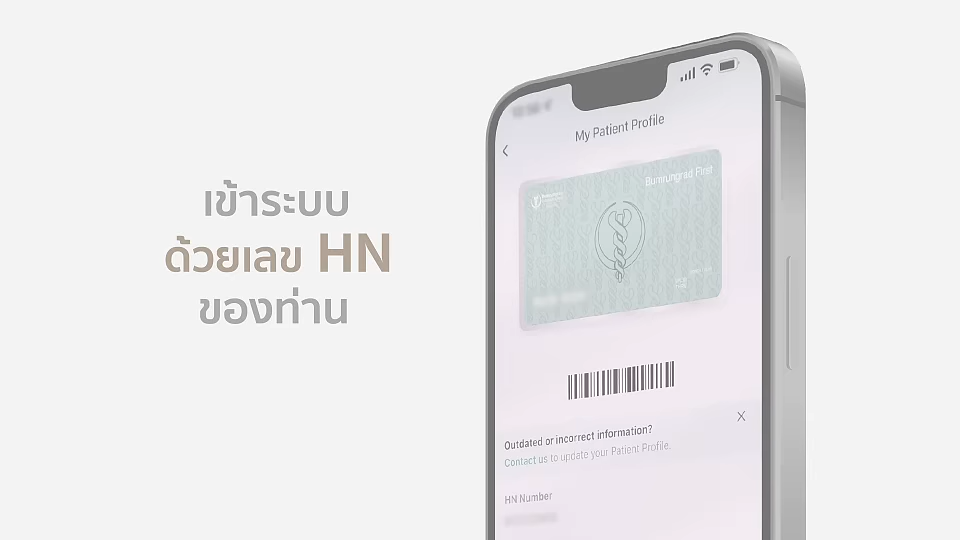 เข้าระบบ
ด้วยเลข HN
ของท่าน
My Patient Profile
Bumrungrad First
Outdated or incorrect information?
Contact us to update your Patient Profile.
HN Number